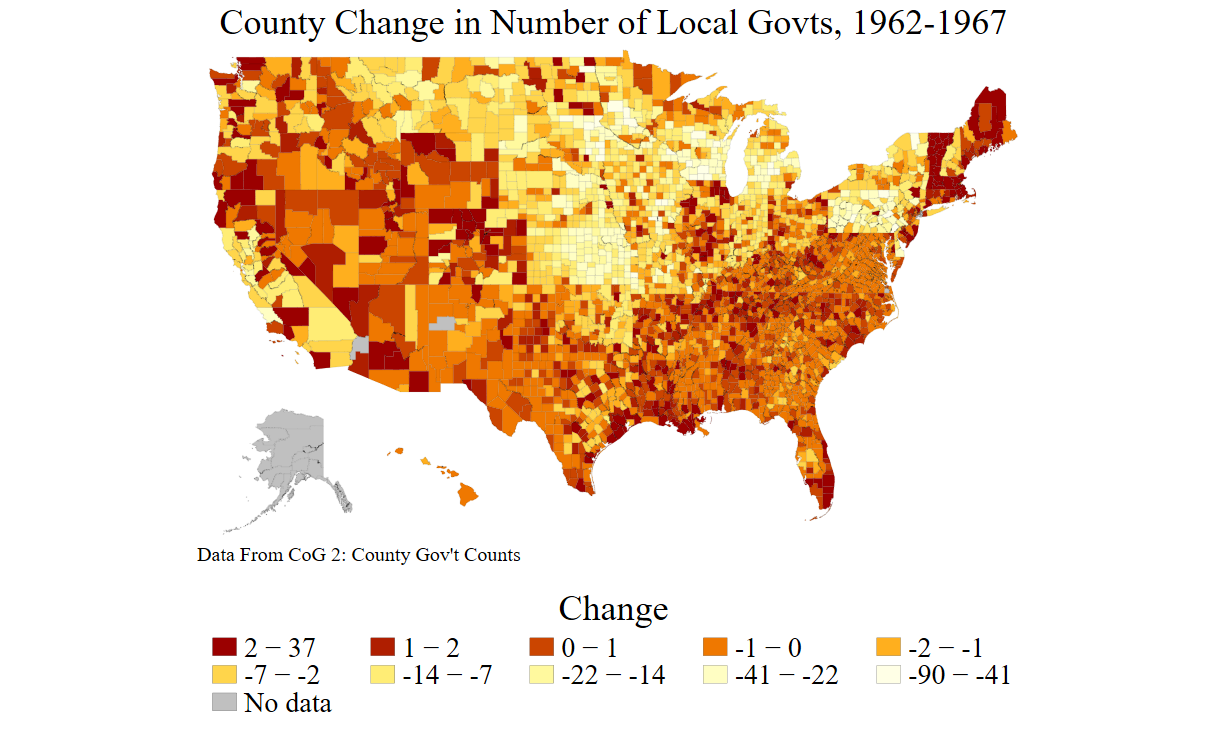 County Change in Number of Local Govts, 1962-1967
Data From CoG 2: County Gov't Counts
Change
2 − 37 1 − 2 0 − 1 -1 − 0 -2 − -1
-7 − -2 -14 − -7 -22 − -14 -41 − -22 -90 − -41
No data